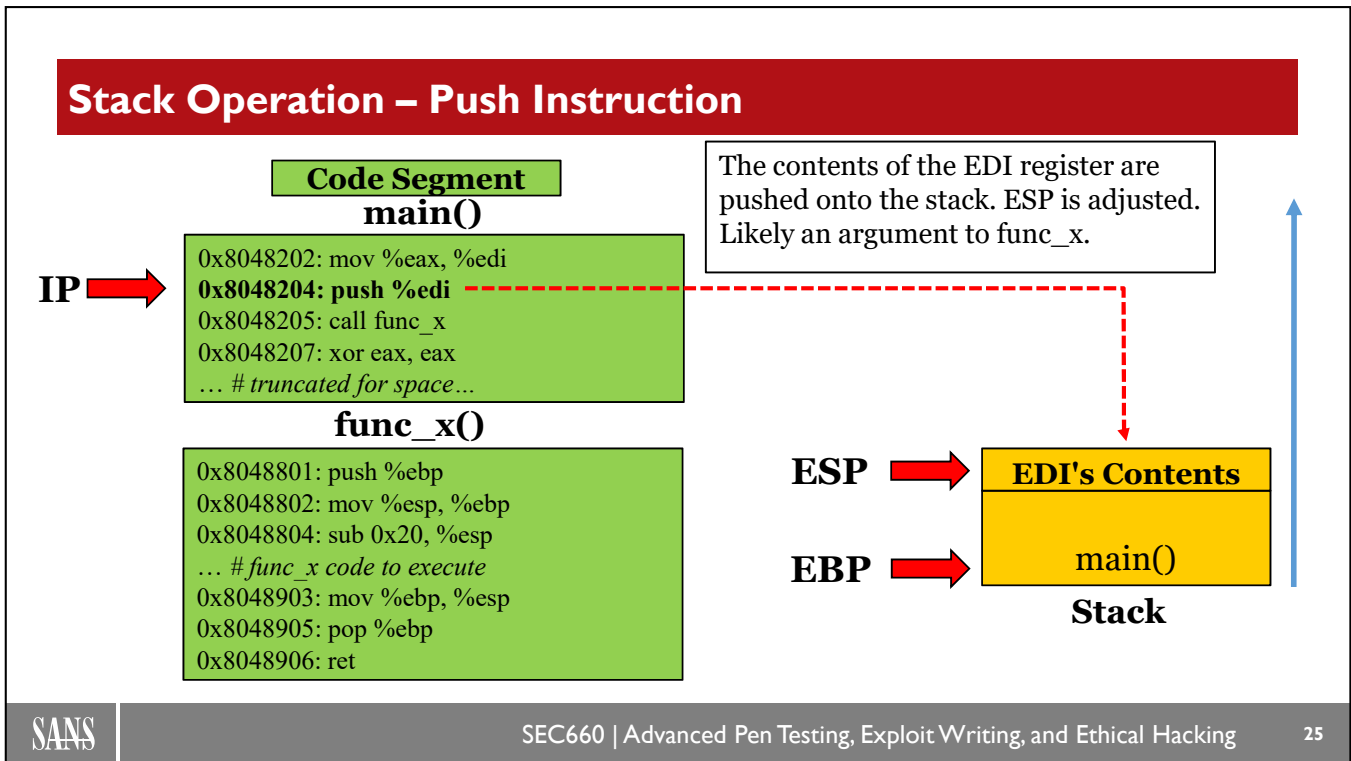 Stack Operation – Push Instruction
Code Segment
main()
The contents of the EDI register are
pushed onto the stack. ESP is adjusted.
Likely an argument to func_x.
IP
0x8048202: mov %eax, %edi
0x8048204: push %edi
0x8048205: call func_x
0x8048207: xor eax, eax
… # truncated for space…
func_x()
0x8048801: push %ebp
0x8048802: mov %esp, %ebp
0x8048804: sub 0x20, %esp
… # func_x code to execute
0x8048903: mov %ebp, %esp
0x8048905: pop %ebp
0x8048906: ret
ESP
EDI's Contents
EBP
main()
Stack
SANS
SEC660 | Advanced Pen Testing, Exploit Writing, and Ethical Hacking
25